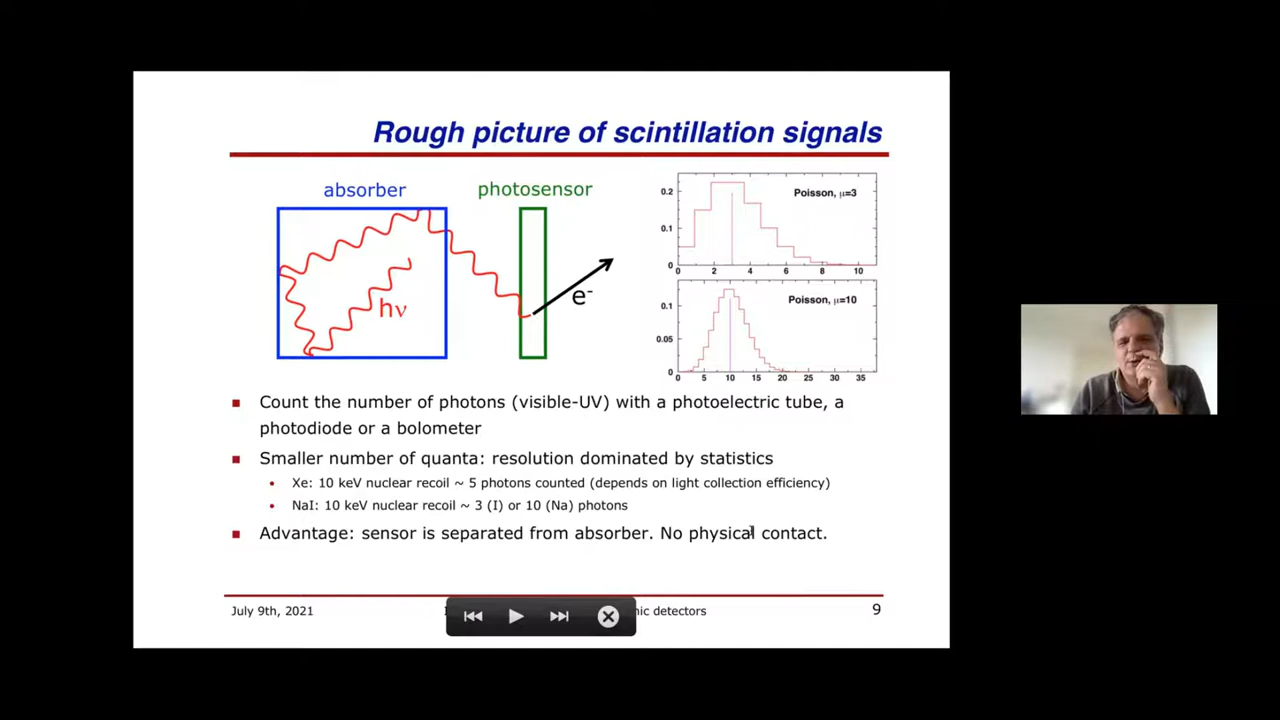 Rough picture of scintillation signals
absorber
photosensor
hν
e-
0.2
0.1
0
Poisson, μ=3
0 2 4 6 8 10
0.1
0.05
0
Poisson, μ=10
0 5 10 15 20 25 30 35
Count the number of photons (visible-UV) with a photoelectric tube, a
photodiode or a bolometer
Smaller number of quanta: resolution dominated by statistics
Xe: 10 keV nuclear recoil ~ 5 photons counted (depends on light collection efficiency)
NaI: 10 keV nuclear recoil ~ 3 (I) or 10 (Na) photons
Advantage: sensor is separated from absorber. No physical contact.
July 9th, 2021
detectors
9